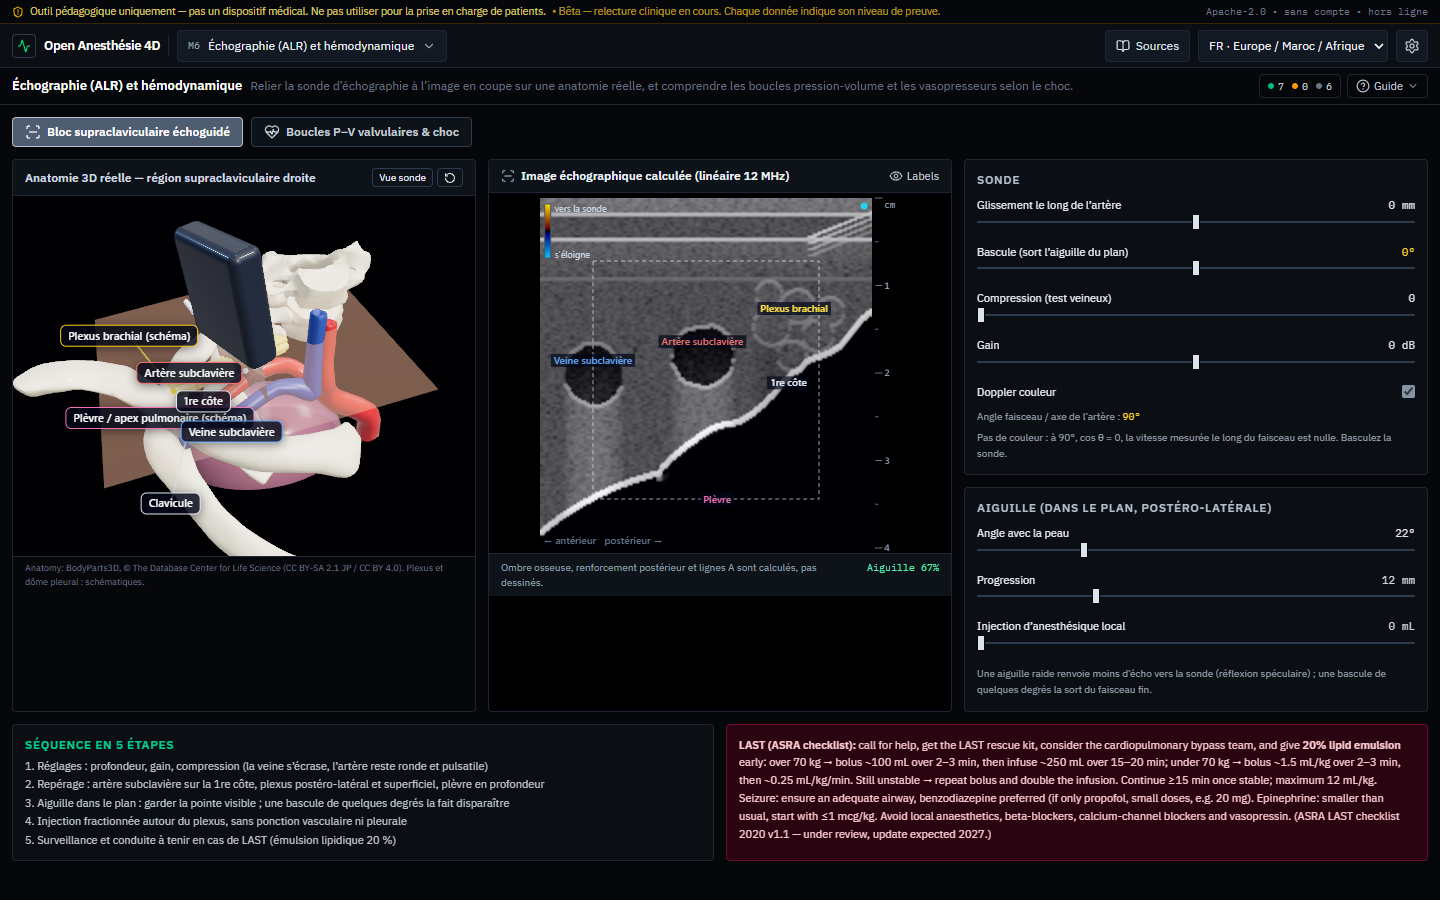 Outil pédagogique uniquement — pas un dispositif médical. Ne pas utiliser pour la prise en charge de patients. • Bêta — relecture clinique en cours. Chaque donnée indique son niveau de preuve.
Apache-2.0 • sans compte • hors ligne
Open Anesthésie 4D
M6 Échographie (ALR) et hémodynamique
Sources
FR · Europe / Maroc / Afrique
Échographie (ALR) et hémodynamique
Relier la sonde d'échographie à l'image en coupe sur une anatomie réelle, et comprendre les boucles pression-volume et les vasopresseurs selon le choc.
7 0 6
Guide
Bloc supraclaviculaire échoguidé
Boucles P–V valvulaires & choc
Anatomie 3D réelle — région supraclaviculaire droite
Vue sonde
Plexus brachial (schéma)
Artère subclavière
1re côte
Plèvre / apex pulmonaire (schéma)
Veine subclavière
Clavicule
Anatomy: BodyParts3D, © The Database Center for Life Science (CC BY-SA 2.1 JP / CC BY 4.0). Plexus et
dôme pleural : schématiques.
Image échographique calculée (linéaire 12 MHz)
Labels
vers la sonde
cm
s'éloigne
1
Plexus brachial
Artère subclavière
Veine subclavière
2
1re côte
3
Plèvre
← antérieur postérieur →
4
Ombre osseuse, renforcement postérieur et lignes A sont calculés, pas
dessinés.
Aiguille 67%
SONDE
Glissement le long de l'artère 0 mm
Bascule (sort l'aiguille du plan) 0°
Compression (test veineux) 0
Gain 0 dB
Doppler couleur
Angle faisceau / axe de l'artère : 90°
Pas de couleur : à 90°, cos θ = 0, la vitesse mesurée le long du faisceau est nulle. Basculez la
sonde.
AIGUILLE (DANS LE PLAN, POSTÉRO-LATÉRALE)
Angle avec la peau 22°
Progression 12 mm
Injection d'anesthésique local 0 mL
Une aiguille raide renvoie moins d'écho vers la sonde (réflexion spéculaire) ; une bascule de
quelques degrés la sort du faisceau fin.
SÉQUENCE EN 5 ÉTAPES
1. Réglages : profondeur, gain, compression (la veine s'écrase, l'artère reste ronde et pulsatile)
2. Repérage : artère subclavière sur la 1re côte, plexus postéro-latéral et superficiel, plèvre en profondeur
3. Aiguille dans le plan : garder la pointe visible ; une bascule de quelques degrés la fait disparaître
4. Injection fractionnée autour du plexus, sans ponction vasculaire ni pleurale
5. Surveillance et conduite à tenir en cas de LAST (émulsion lipidique 20 %)
LAST (ASRA checklist): call for help, get the LAST rescue kit, consider the cardiopulmonary bypass team, and give 20% lipid emulsion
early: over 70 kg → bolus ~100 mL over 2–3 min, then infuse ~250 mL over 15–20 min; under 70 kg → bolus ~1.5 mL/kg over 2–3 min,
then ~0.25 mL/kg/min. Still unstable → repeat bolus and double the infusion. Continue ≥15 min once stable; maximum 12 mL/kg.
Seizure: ensure an adequate airway, benzodiazepine preferred (if only propofol, small doses, e.g. 20 mg). Epinephrine: smaller than
usual, start with ≤1 mcg/kg. Avoid local anaesthetics, beta-blockers, calcium-channel blockers and vasopressin. (ASRA LAST checklist
2020 v1.1 — under review, update expected 2027.)